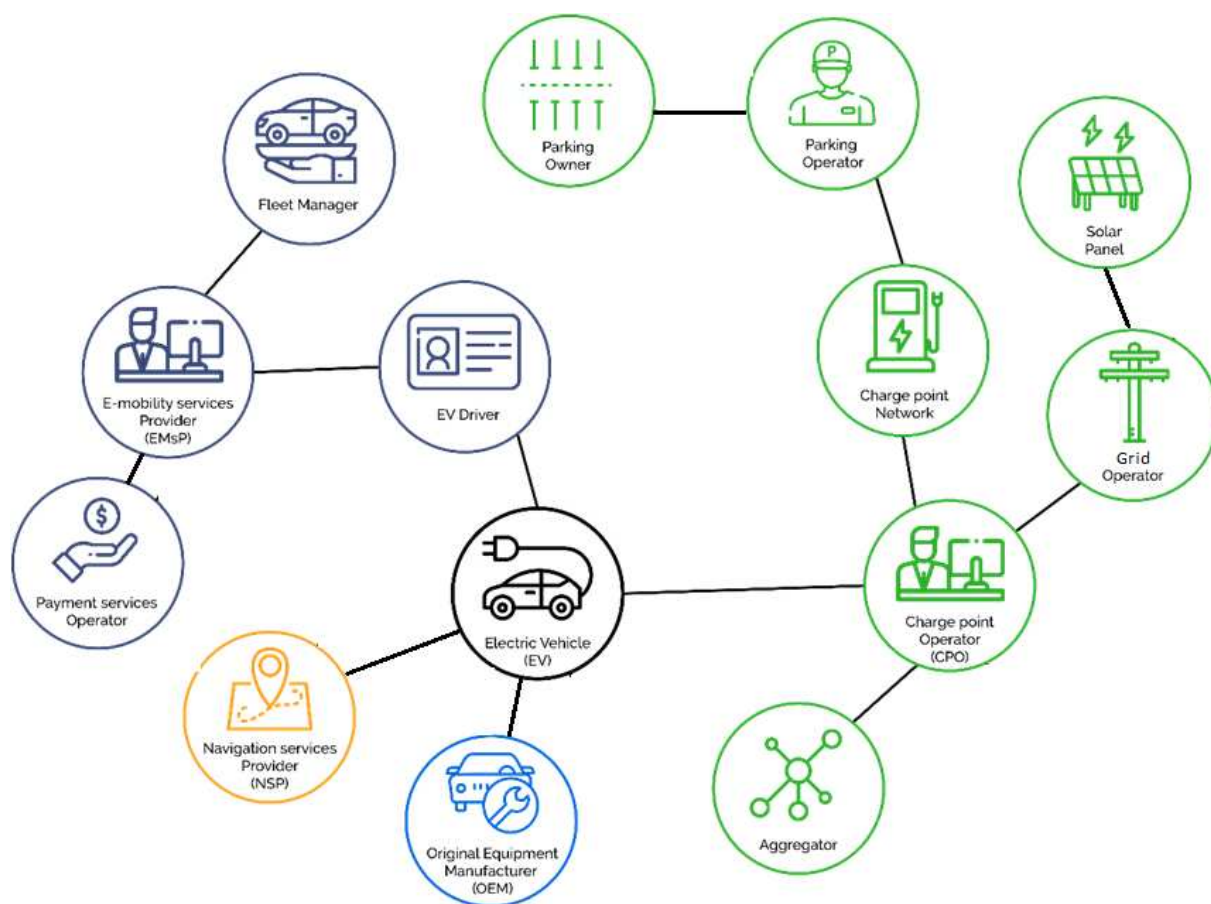 Parking
Owner
P
Parking
Operator
Fleet Manager
Solar
Panel
E-mobility services
Provider
(EMsP)
EV Driver
Charge point
Network
Grid
Operator
$
Payment services
Operator
Electric Vehicle
(EV)
Charge point
Operator
(CPO)
Navigation services
Provider
(NSP)
Original Equipment
Manufacturer
(OEM)
Aggregator